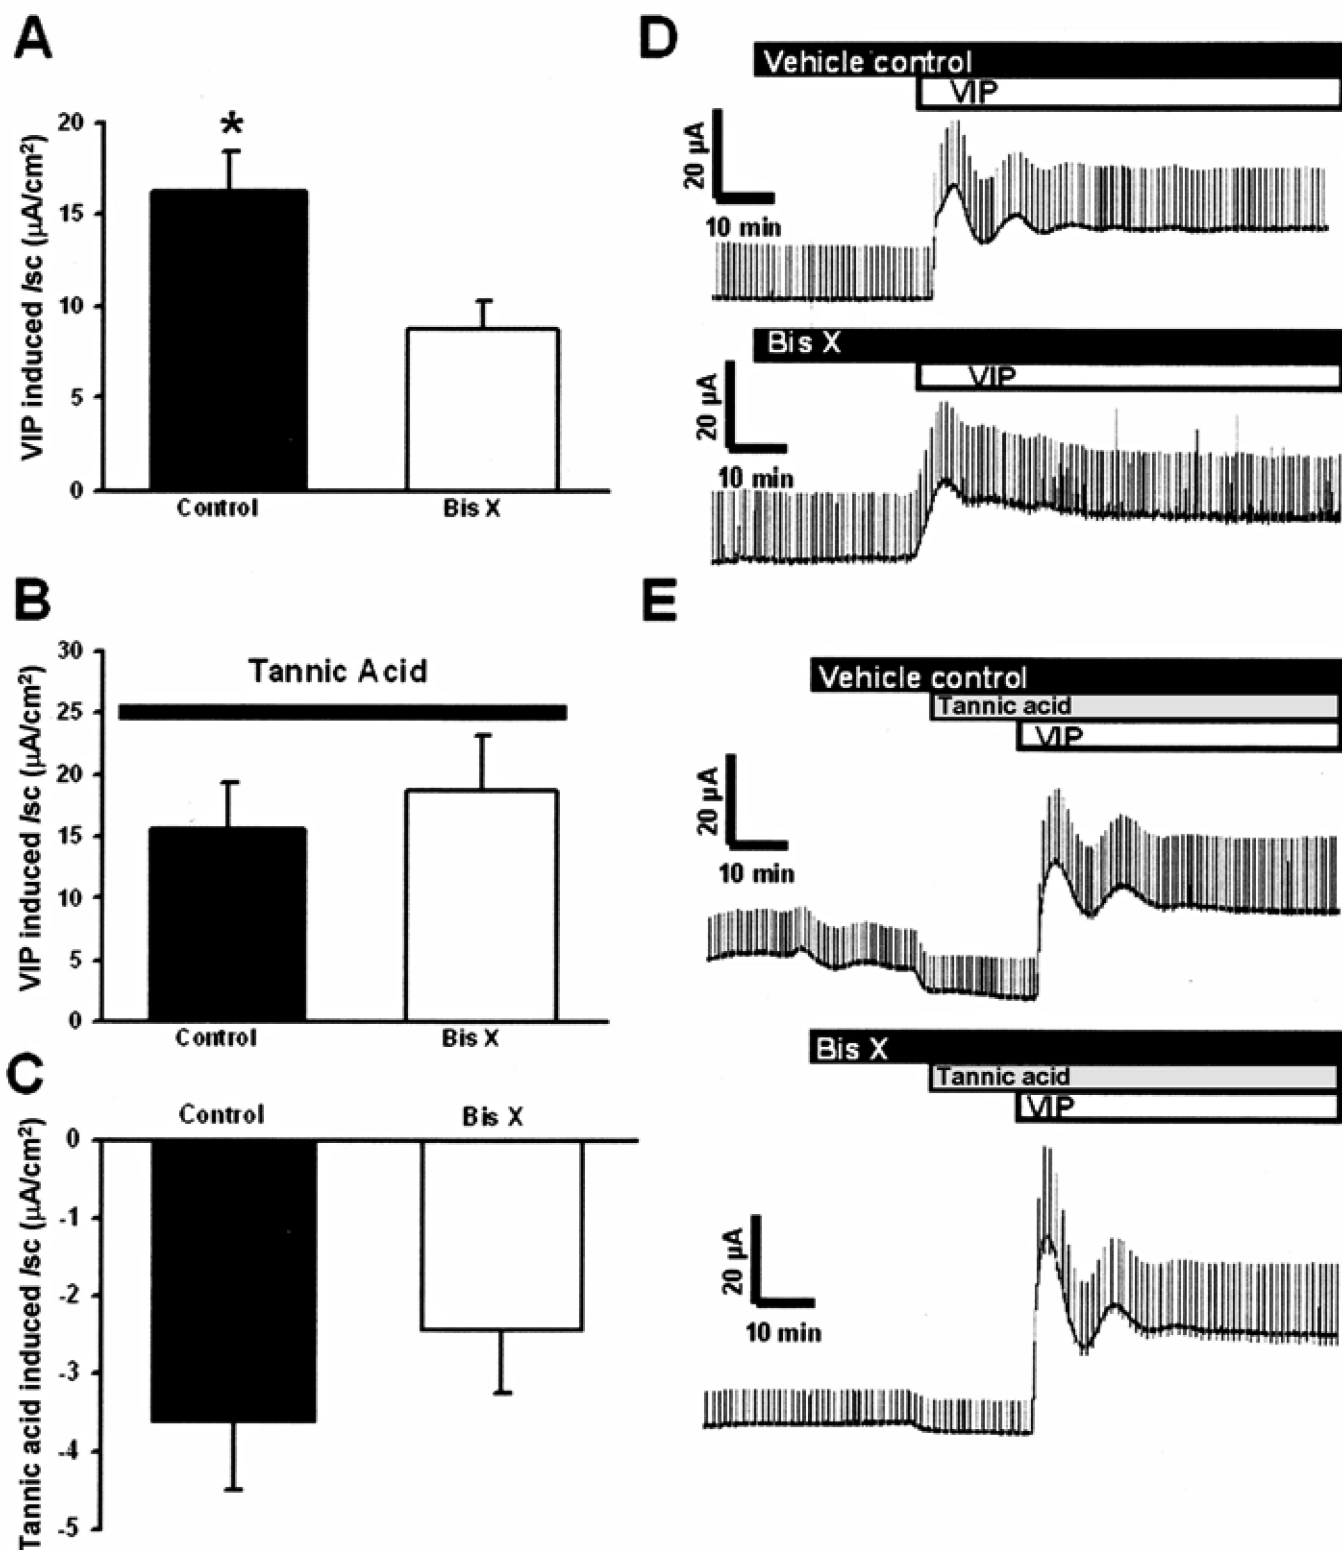 A
VIP induced Isc (µA/cm²)
20
15
10
5
0
*
Control
Bis X
B
VIP induced Isc (µA/cm²)
30
25
20
15
10
5
0
Tannic Acid
Control
Bis X
C
Tannic acid induced Isc (µA/cm²)
Control
Bis X
0
-1
-2
-3
-4
-5
D
Vehicle control
VIP
20 µA
10 min
Bis X
VIP
20 µA
10 min
E
Vehicle control
Tannic acid
VIP
20 µA
10 min
Bis X
Tannic acid
VIP
20 µA
10 min